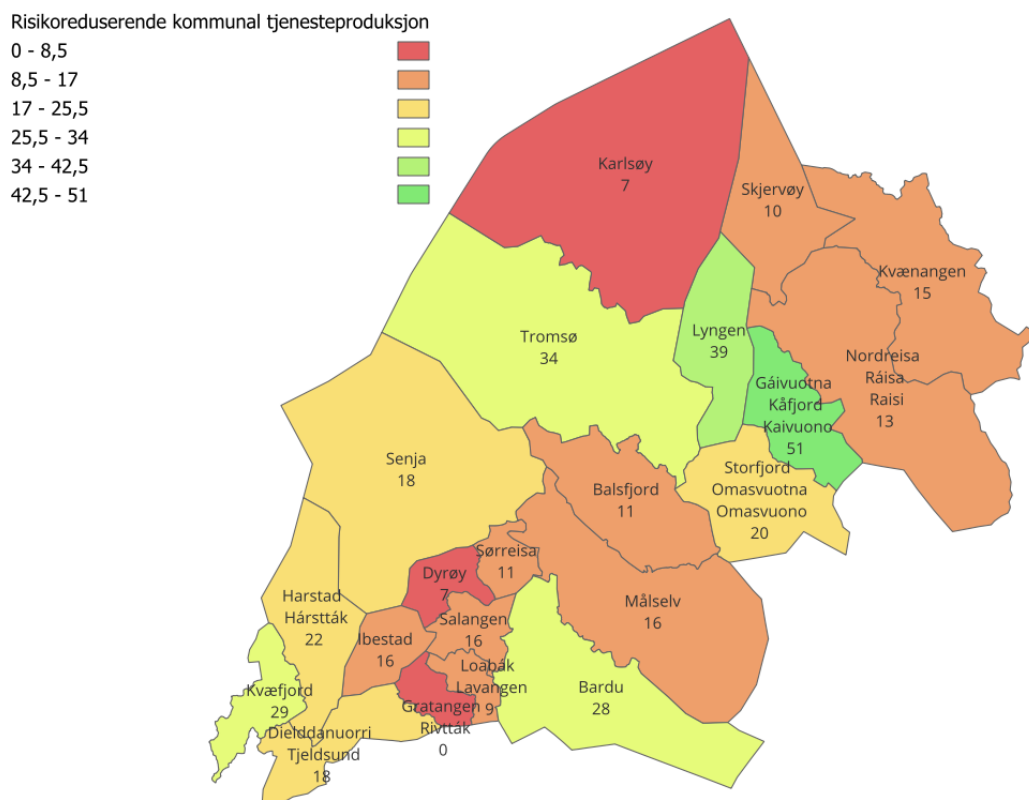 Risikoreduserende kommunal tjenesteproduksjon
0 - 8,5
8,5 - 17
17 - 25,5
25,5 - 34
34 - 42,5
42,5 - 51
Karlsøy
7
Skjervøy
10
Kvænangen
15
Tromsø
34
Lyngen
39
Nordreisa
Ráisa
Raisi
13
Gáivuotna
Kåfjord
Kaivuono
51
Senja
18
Balsfjord
11
Storfjord
Omasvuotna
Omasvuono
20
Sørreisa
11
Dyrøy
7
Harstad
Hárstták
22
Målselv
16
Salangen
16
Ibestad
16
Loabák
Lavangen
9
Kvæfjord
29
Bardu
28
Gratangen
Rivtták
0
Dielddanuorri
Tjeldsund
18